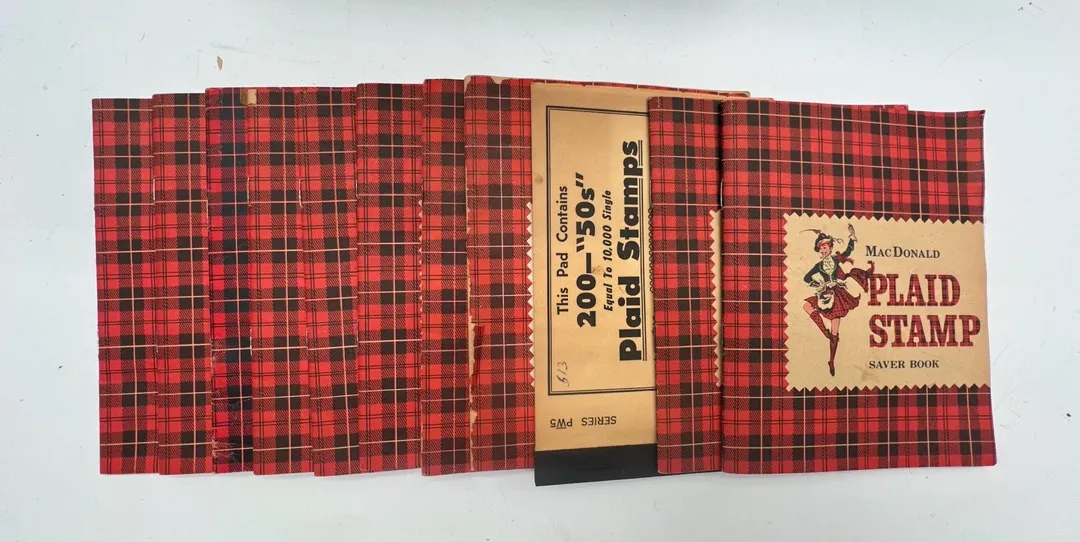 This Pad Contains
200—"50s"
Equal To 10,000 Single
Plaid Stamps
513
SERIES PW5
MACDONALD
PLAID
STAMP
SAVER BOOK